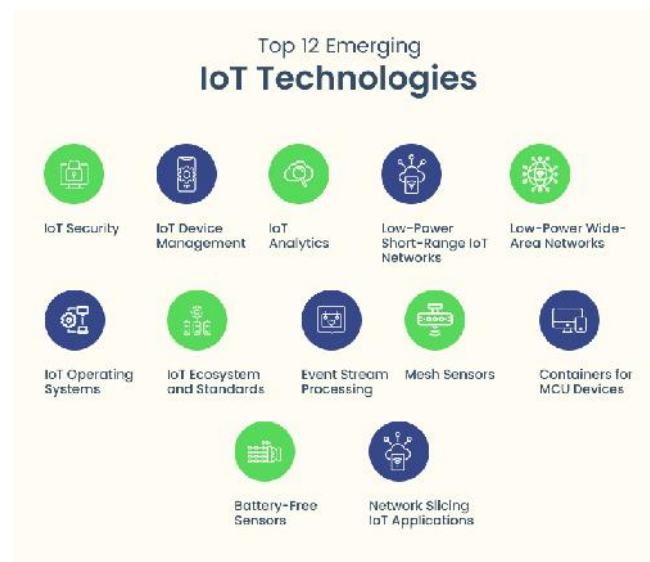 Top 12 Emerging
IoT Technologies
IoT Security
IoT Device
Management
IoT
Analytics
Low-Power
Short-Range IoT
Networks
Low-Power Wide-
Area Networks
IoT Operating
Systems
IoT Ecosystem
and Standards
Event Stream
Processing
Mesh Sensors
Containers for
MCU Devices
Battery-Free
Sensors
Network Slicing
IoT Applications